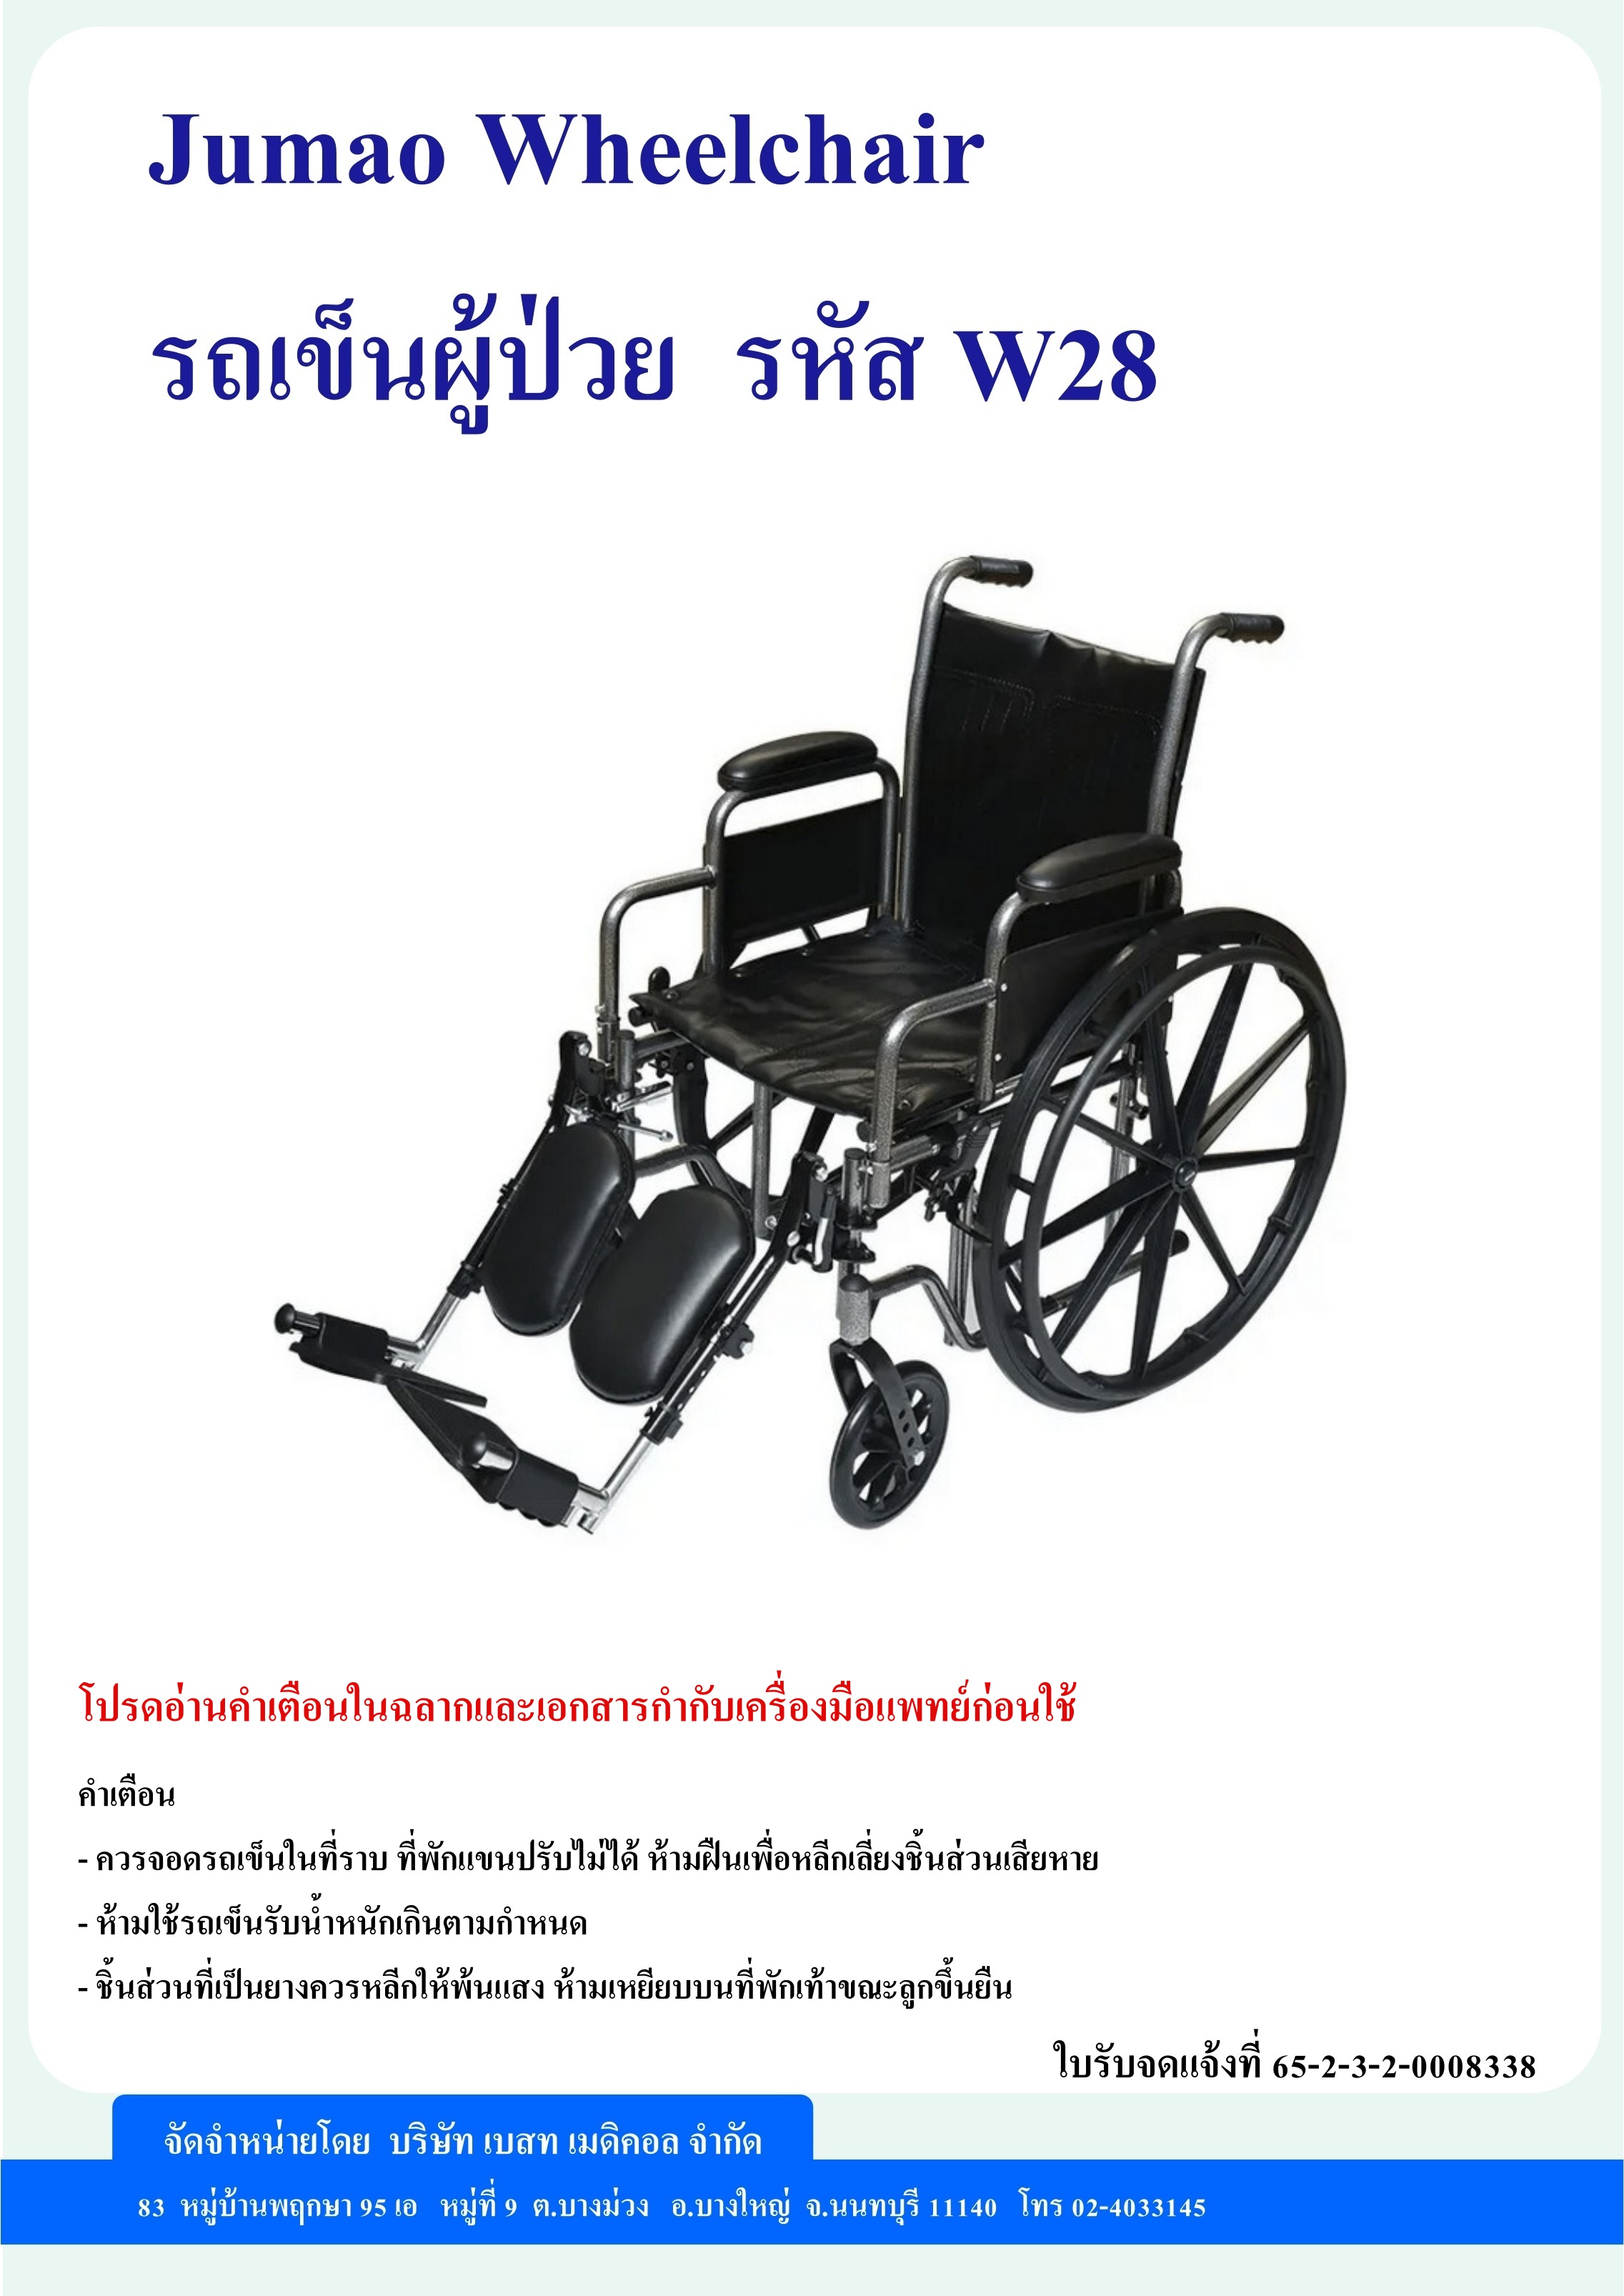 Jumao Wheelchair
รถเข็นผู้ป่วย รหัส W28
โปรดอ่านคำเตือนในฉลากและเอกสารกำกับเครื่องมือแพทย์ก่อนใช้
คำเตือน
- ควรจอดรถเข็นในที่ราบ ที่พักแขนปรับไม่ได้ ห้ามฝืนเพื่อหลีกเลี่ยงชิ้นส่วนเสียหาย
- ห้ามใช้รถเข็นรับน้ำหนักเกินตามกำหนด
- ชิ้นส่วนที่เป็นยางควรหลีกให้พ้นแสง ห้ามเหยียบบนที่พักเท้าขณะลูกขึ้นยืน
ใบรับจดแจ้งที่ 65-2-3-2-0008338
จัดจำหน่ายโดย บริษัท เบสท เมดิคอล จำกัด
83 หมู่บ้านพฤกษา 95 เอ หมู่ที่ 9 ต.บางม่วง อ.บางใหญ่ จ.นนทบุรี 11140 โทร 02-4033145